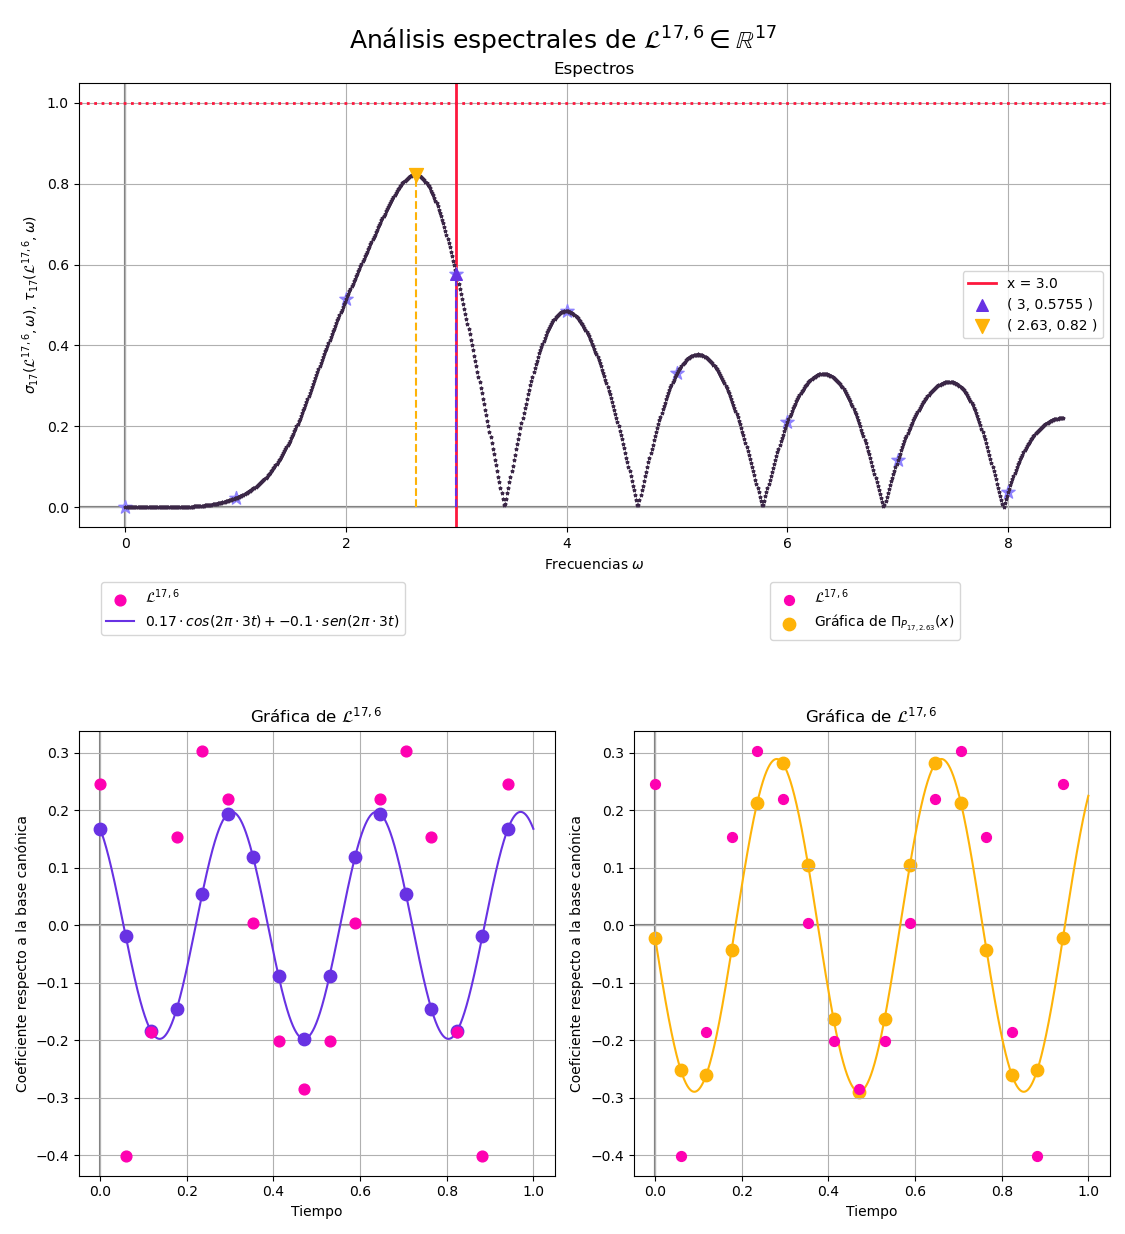 Análisis espectrales de 𝓛^{17,6} ∈ ℝ^{17}
Espectros
σ_{17}(𝓛^{17,6}, ω), τ_{17}(𝓛^{17,6}, ω)
1.0
0.8
0.6
0.4
0.2
0.0
0 2 4 6 8
Frecuencias ω
x = 3.0
( 3, 0.5755 )
( 2.63, 0.82 )
𝓛^{17,6}
0.17 · cos(2π · 3t) + −0.1 · sen(2π · 3t)
𝓛^{17,6}
Gráfica de Π_{P_{17,2.63}}(x)
Gráfica de 𝓛^{17,6}
Coeficiente respecto a la base canónica
0.3
0.2
0.1
0.0
−0.1
−0.2
−0.3
−0.4
0.0 0.2 0.4 0.6 0.8 1.0
Tiempo
Gráfica de 𝓛^{17,6}
Coeficiente respecto a la base canónica
0.3
0.2
0.1
0.0
−0.1
−0.2
−0.3
−0.4
0.0 0.2 0.4 0.6 0.8 1.0
Tiempo